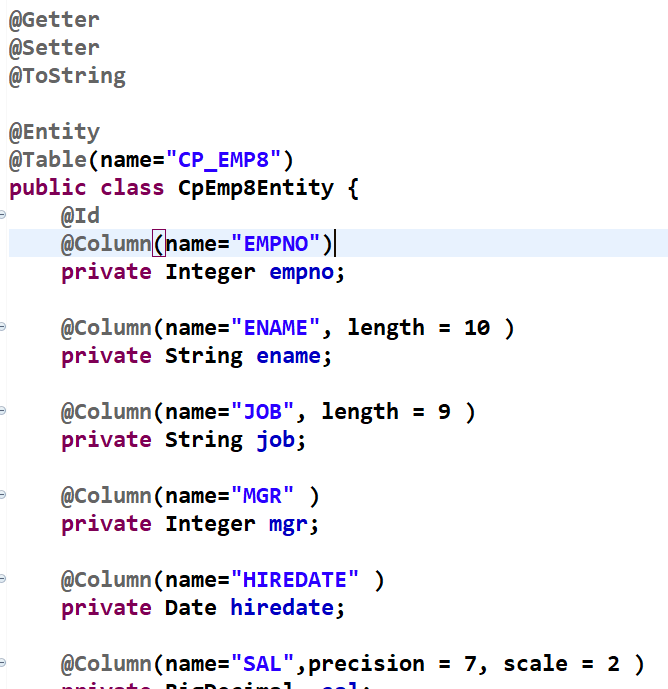 @Getter
@Setter
@ToString
@Entity
@Table(name="CP_EMP8")
public class CpEmp8Entity {
@Id
@Column(name="EMPNO")
private Integer empno;
@Column(name="ENAME", length = 10 )
private String ename;
@Column(name="JOB", length = 9 )
private String job;
@Column(name="MGR" )
private Integer mgr;
@Column(name="HIREDATE" )
private Date hiredate;
@Column(name="SAL",precision = 7, scale = 2 )
private BigDecimal sal;